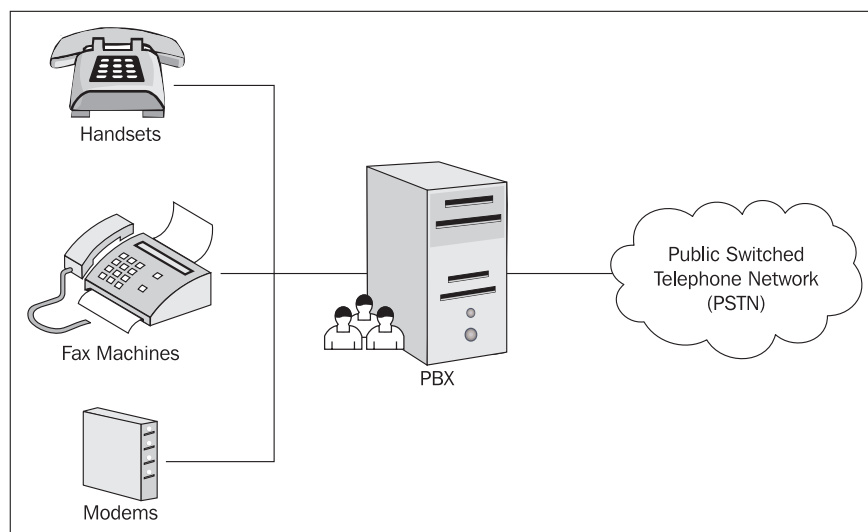 Handsets
Fax Machines
Modems
PBX
Public Switched
Telephone Network
(PSTN)